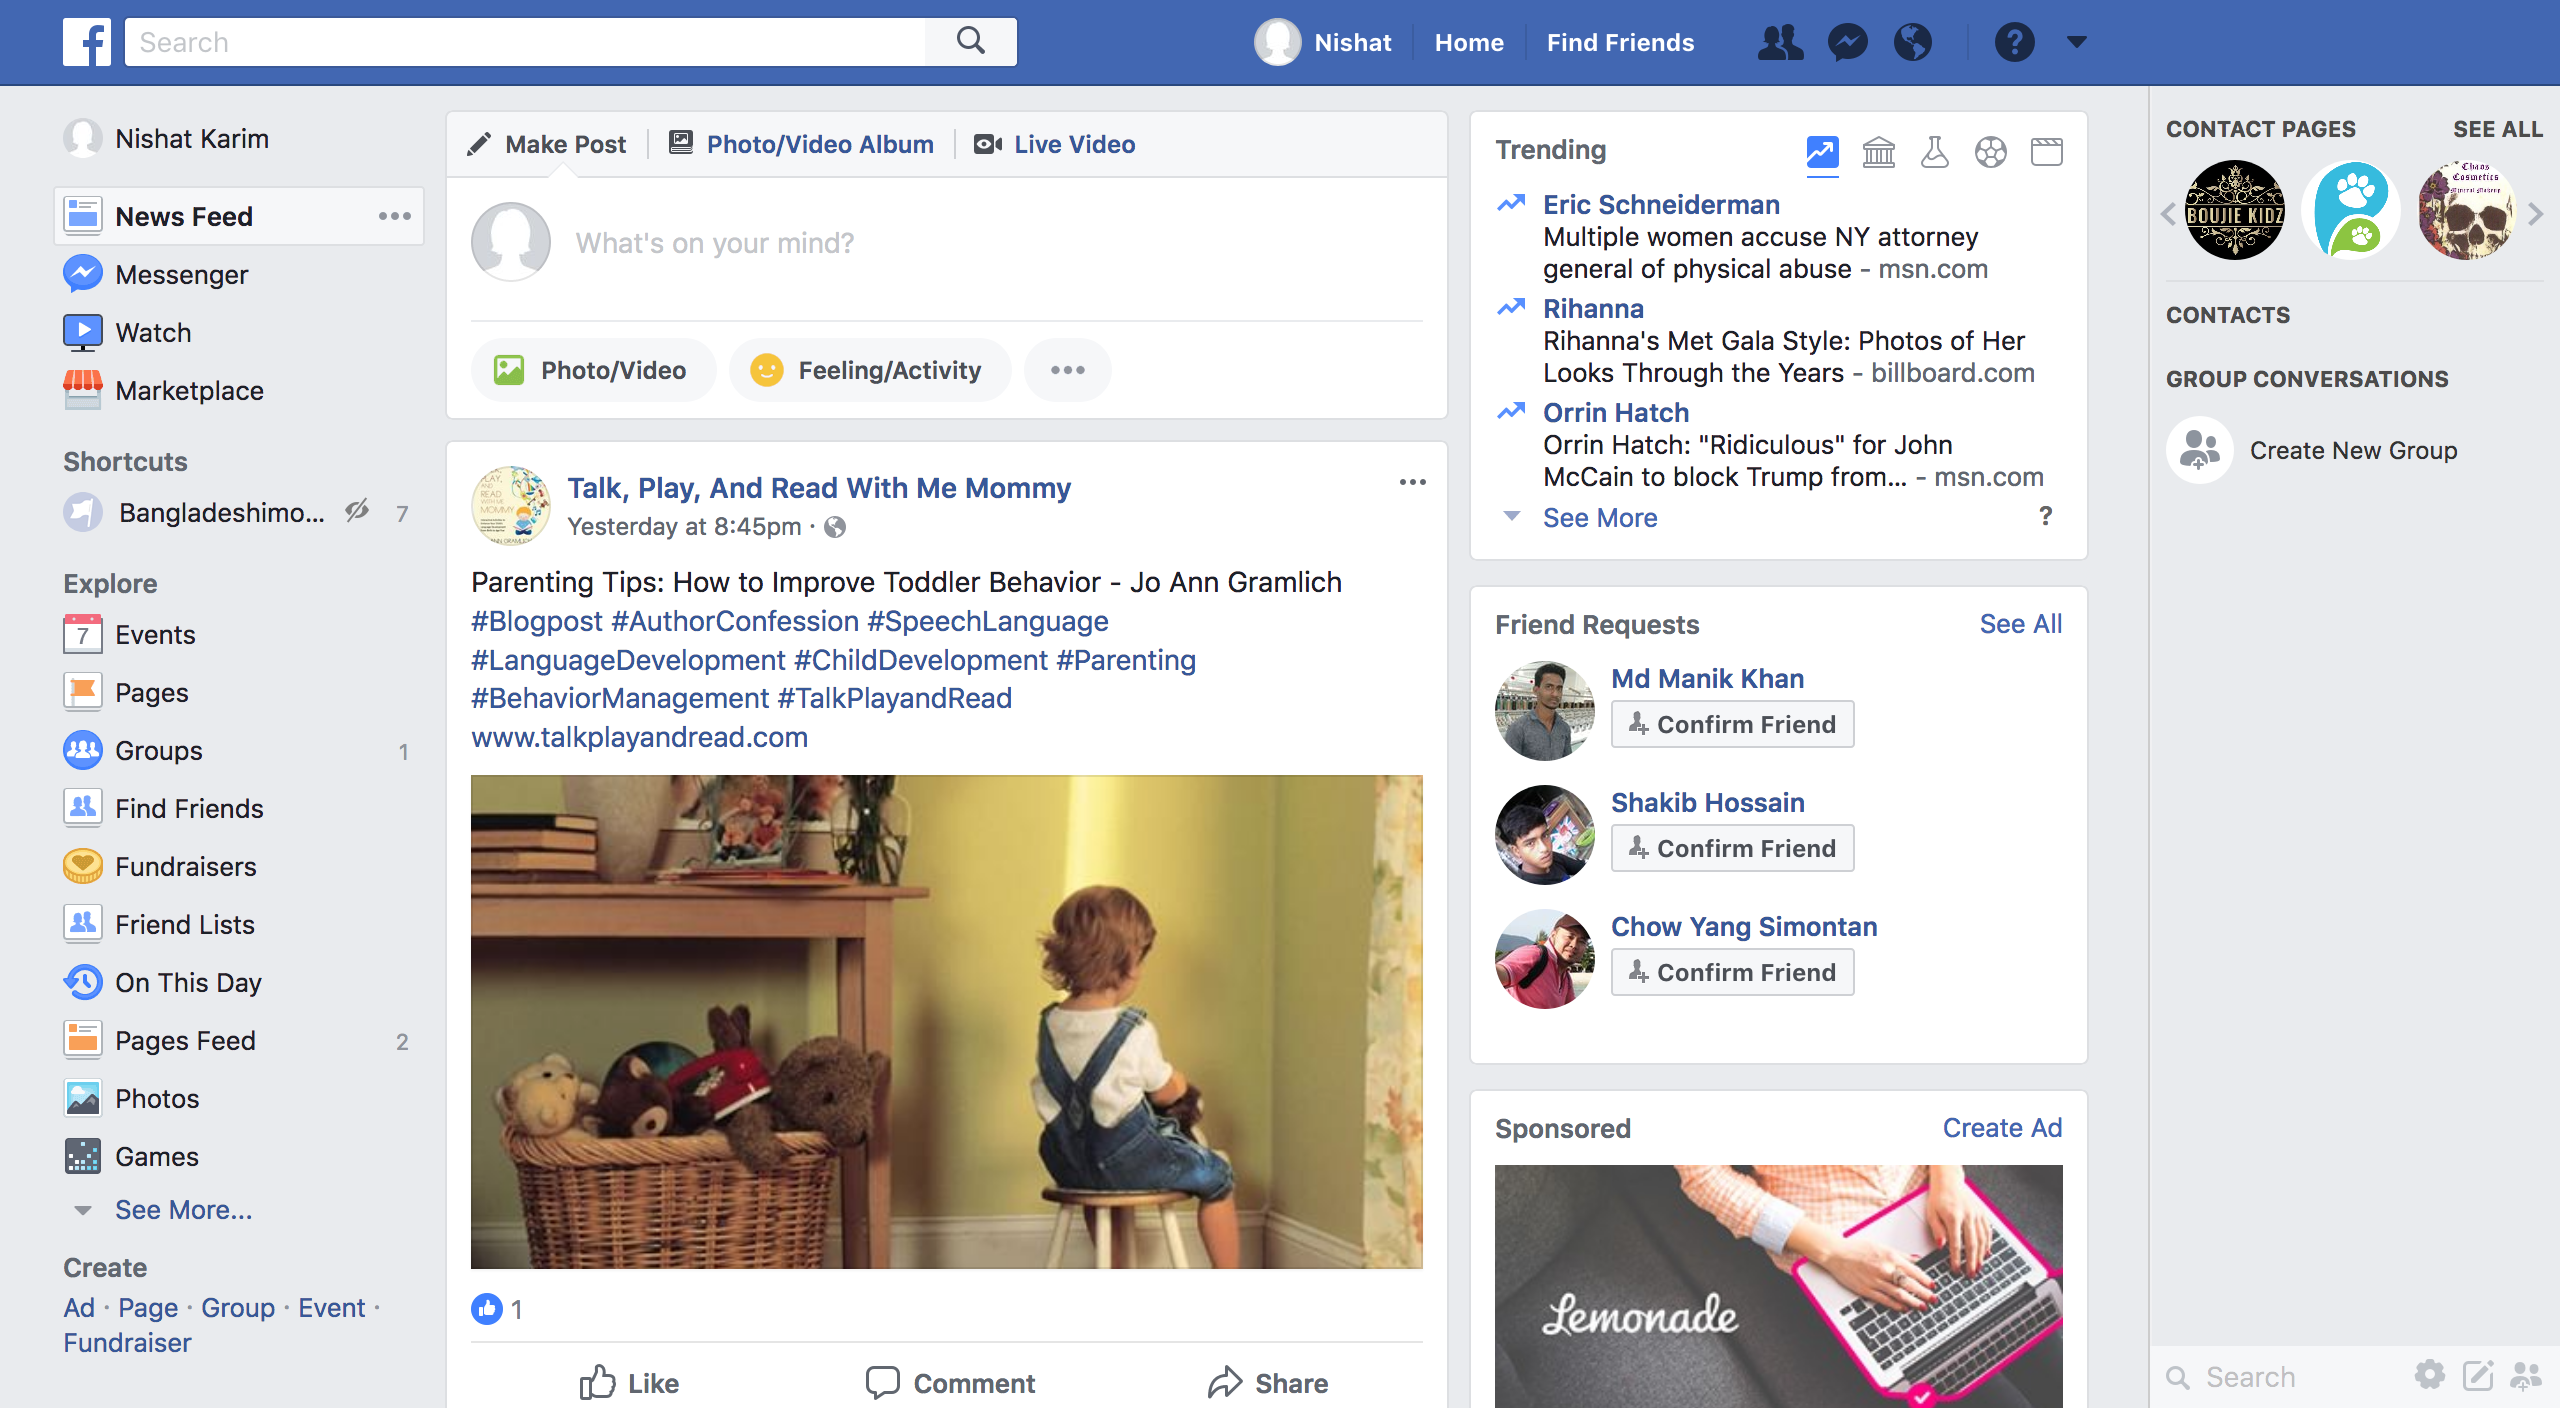 Search
Nishat
Home
Find Friends
Nishat Karim
News Feed
Messenger
Watch
Marketplace
Shortcuts
Bangladeshimo... 7
Explore
7 Events
Pages
Groups 1
Find Friends
Fundraisers
Friend Lists
On This Day
Pages Feed 2
Photos
Games
See More...
Create
Ad · Page · Group · Event ·
Fundraiser
Make Post
Photo/Video Album
Live Video
What's on your mind?
Photo/Video
Feeling/Activity
Talk, Play, And Read With Me Mommy
Yesterday at 8:45pm ·
Parenting Tips: How to Improve Toddler Behavior - Jo Ann Gramlich
#Blogpost #AuthorConfession #SpeechLanguage
#LanguageDevelopment #ChildDevelopment #Parenting
#BehaviorManagement #TalkPlayandRead
www.talkplayandread.com
1
Like
Comment
Share
Trending
Eric Schneiderman
Multiple women accuse NY attorney
general of physical abuse - msn.com
Rihanna
Rihanna's Met Gala Style: Photos of Her
Looks Through the Years - billboard.com
Orrin Hatch
Orrin Hatch: "Ridiculous" for John
McCain to block Trump from... - msn.com
See More ?
Friend Requests See All
Md Manik Khan
Confirm Friend
Shakib Hossain
Confirm Friend
Chow Yang Simontan
Confirm Friend
Sponsored Create Ad
Lemonade
CONTACT PAGES SEE ALL
BOUJIE KIDZ
Chaos
Cosmetics
Mineral Makeup
CONTACTS
GROUP CONVERSATIONS
Create New Group
Search